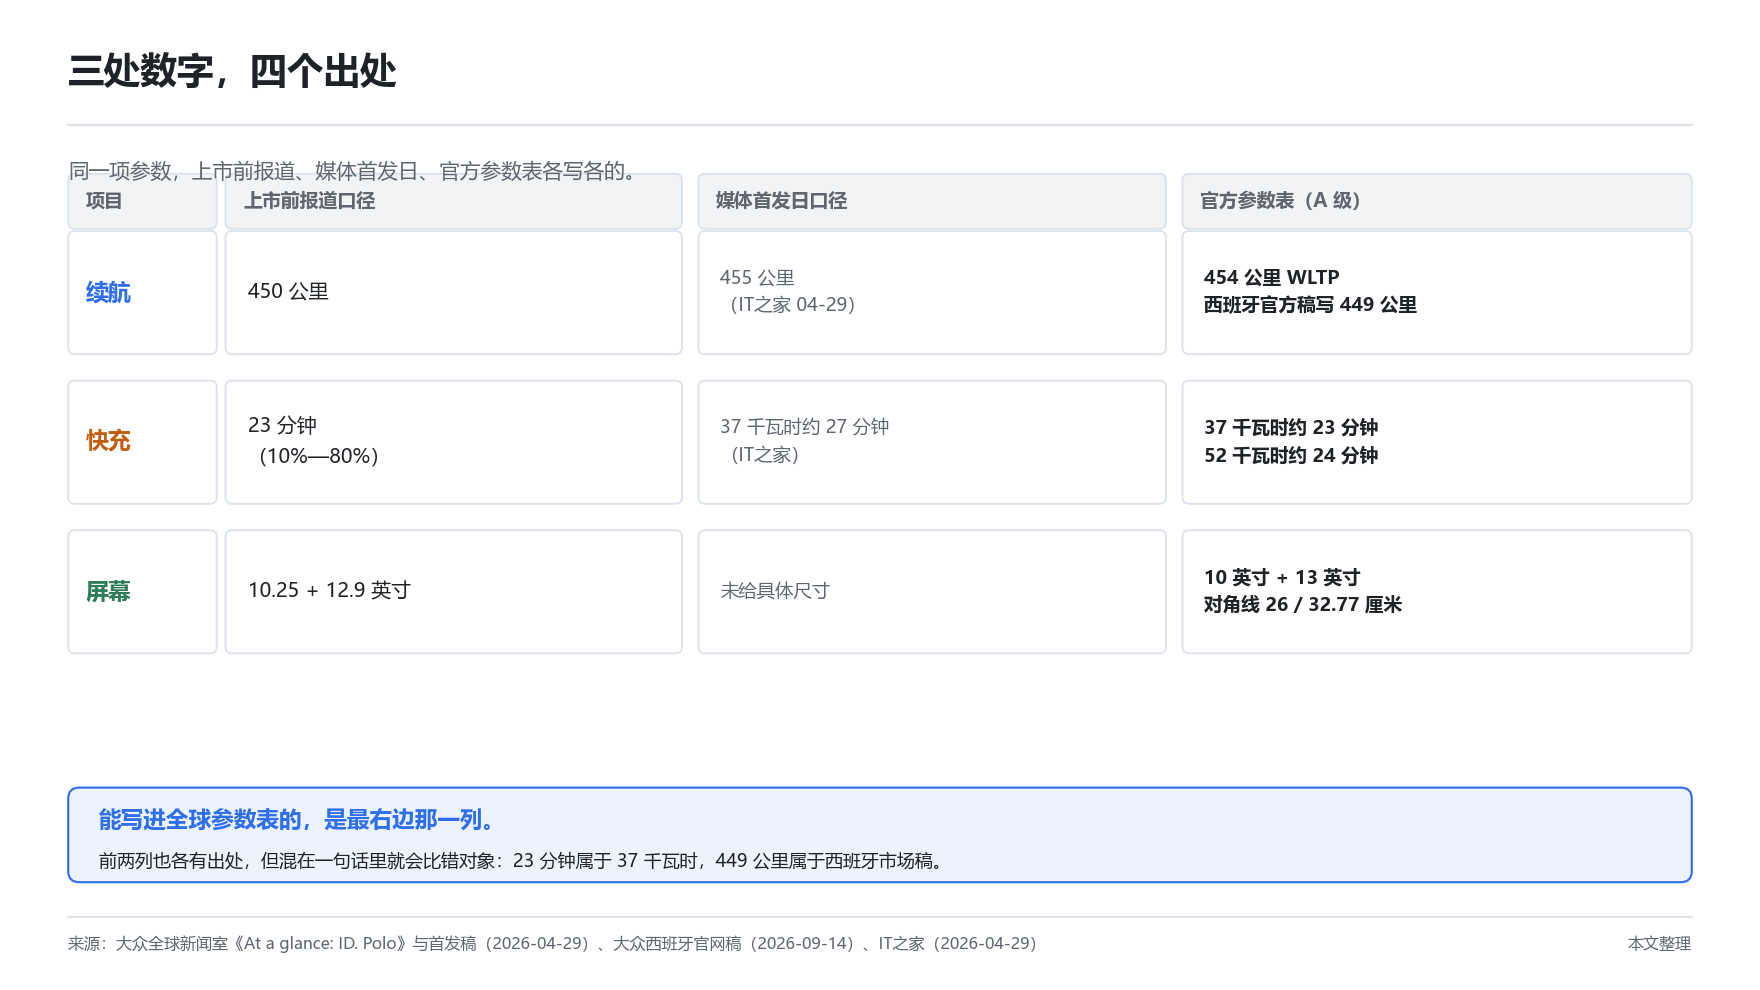 三处数字，四个出处
同一项参数，上市前报道、媒体首发日、官方参数表各写各的。
项目
上市前报道口径
媒体首发日口径
官方参数表（A 级）
续航
450 公里
455 公里
（IT之家 04-29）
454 公里 WLTP
西班牙官方稿写 449 公里
快充
23 分钟
（10%—80%）
37 千瓦时约 27 分钟
（IT之家）
37 千瓦时约 23 分钟
52 千瓦时约 24 分钟
屏幕
10.25 + 12.9 英寸
未给具体尺寸
10 英寸 + 13 英寸
对角线 26 / 32.77 厘米
能写进全球参数表的，是最右边那一列。
前两列也各有出处，但混在一句话里就会比错对象：23 分钟属于 37 千瓦时，449 公里属于西班牙市场稿。
来源：大众全球新闻室《At a glance: ID. Polo》与首发稿（2026-04-29）、大众西班牙官网稿（2026-09-14）、IT之家（2026-04-29）
本文整理